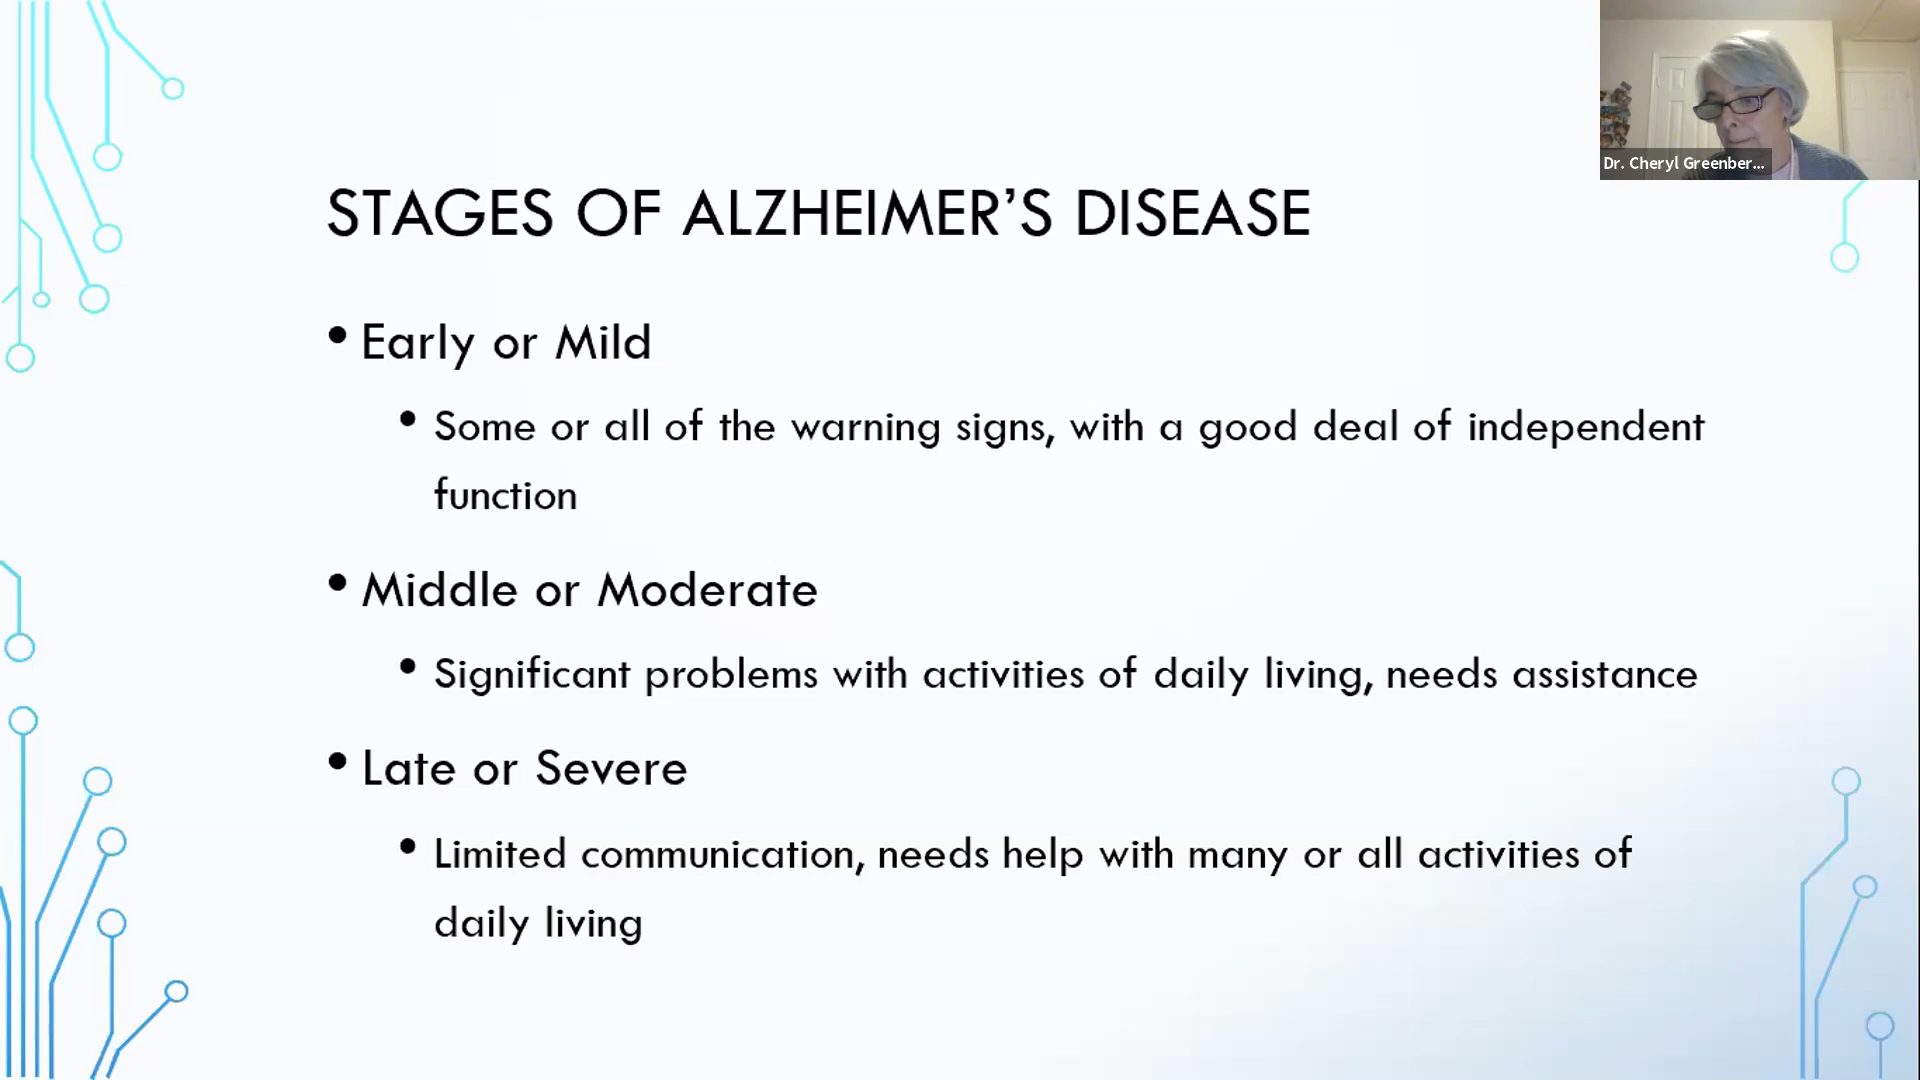 Dr. Cheryl Greenber...
STAGES OF ALZHEIMER’S DISEASE
• Early or Mild
• Some or all of the warning signs, with a good deal of independent
function
• Middle or Moderate
• Significant problems with activities of daily living, needs assistance
• Late or Severe
• Limited communication, needs help with many or all activities of
daily living